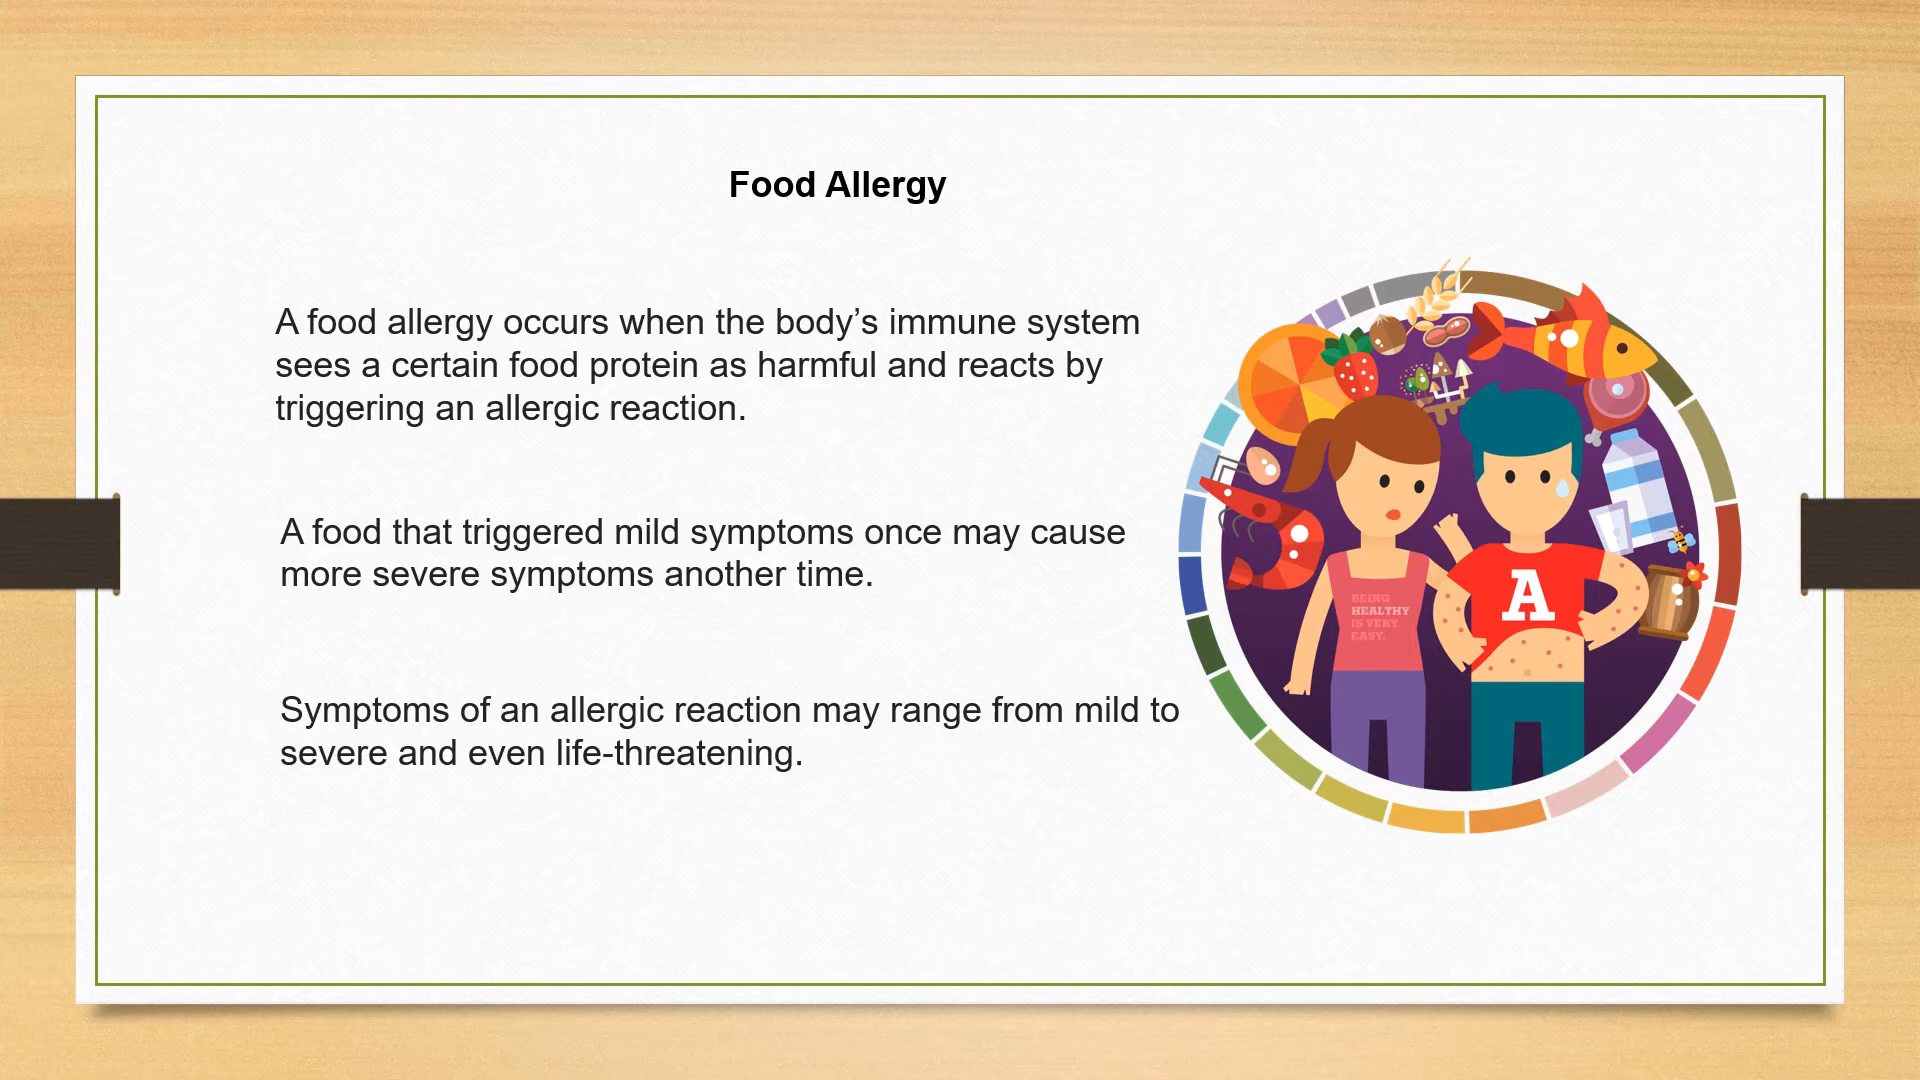 Food Allergy
A food allergy occurs when the body’s immune system
sees a certain food protein as harmful and reacts by
triggering an allergic reaction.
A food that triggered mild symptoms once may cause
more severe symptoms another time.
Symptoms of an allergic reaction may range from mild to
severe and even life-threatening.
BEING
HEALTHY
IS VERY
EASY.
A